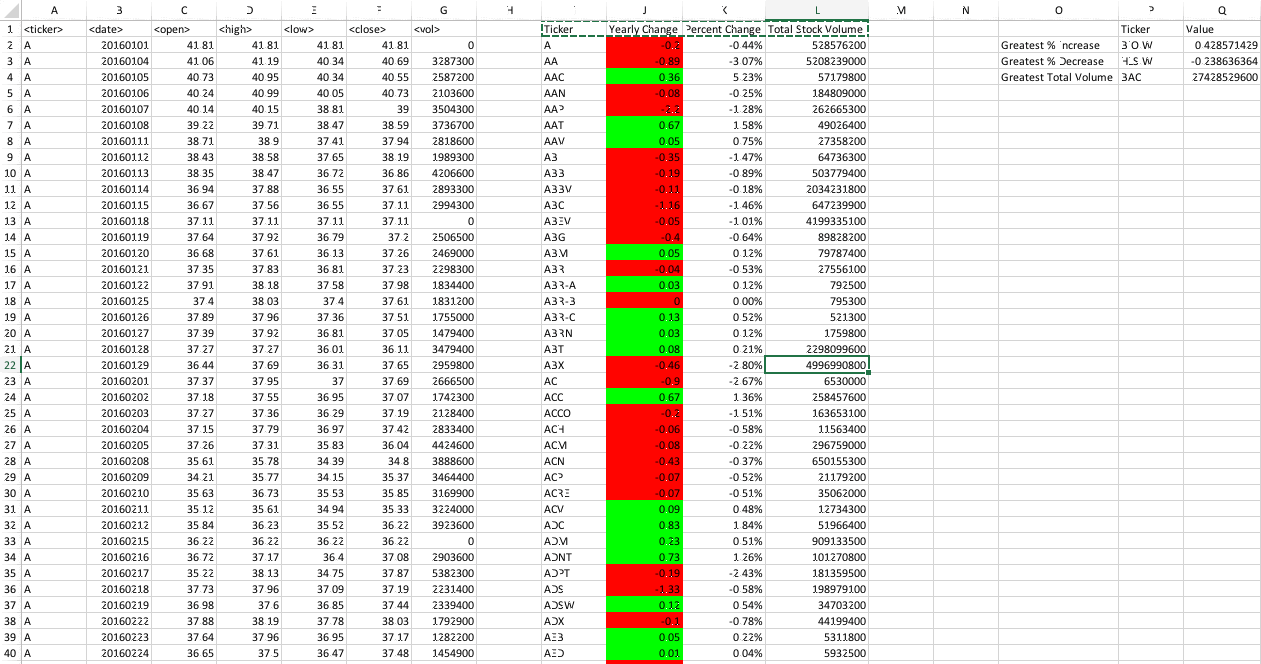 A B C D E F G H I J K L M N O P Q
1 <ticker> <date> <open> <high> <low> <close> <vol> Ticker Yearly Change Percent Change Total Stock Volume Ticker Value
2 A 20160101 41.81 41.81 41.81 41.81 0 A -0.2 -0.44% 528576200 Greatest % Increase 0.428571429
3 A 20160104 41.06 41.19 40.34 40.69 3287300 AA -0.89 -3.07% 5208239000 Greatest % Decrease -0.238636364
4 A 20160105 40.73 40.95 40.34 40.55 2587200 AAC 0.36 5.23% 57179800 Greatest Total Volume BAC 27428529600
5 A 20160106 40.24 40.99 40.05 40.73 2103600 AAN -0.08 -0.25% 184809000
6 A 20160107 40.14 40.15 38.81 39 3504300 AAP -1.28% 262665300
7 A 20160108 39.22 39.71 38.47 38.59 3736700 AAT 0.67 1.58% 49026400
8 A 20160111 38.71 38.9 37.41 37.94 2818600 AAV 0.05 0.75% 27358200
9 A 20160112 38.43 38.58 37.65 38.19 1989300 AB -0.35 -1.47% 64736300
10 A 20160113 38.35 38.47 36.72 36.86 4206600 ABB -0.19 -0.89% 503779400
11 A 20160114 36.94 37.88 36.55 37.61 2893300 ABBV -0.11 -0.18% 2034231800
12 A 20160115 36.67 37.56 36.55 37.11 2994300 ABC -1.16 -1.46% 647239900
13 A 20160118 37.11 37.11 37.11 37.11 0 ABEV -0.05 -1.01% 4199335100
14 A 20160119 37.64 37.92 36.79 37.2 2506500 ABG -0.4 -0.64% 89828200
15 A 20160120 36.68 37.61 36.13 37.26 2469000 ABM 0.05 0.12% 79787400
16 A 20160121 37.35 37.83 36.81 37.23 2298300 ABR -0.04 -0.53% 27556100
17 A 20160122 37.91 38.18 37.58 37.98 1834400 ABR-A 0.03 0.12% 792500
18 A 20160125 37.4 38.03 37.4 37.61 1831200 ABR-B 0 0.00% 795300
19 A 20160126 37.89 37.96 37.36 37.51 1755000 ABR-C 0.13 0.52% 521300
20 A 20160127 37.39 37.92 36.81 37.05 1479400 ABRN 0.03 0.12% 1759800
21 A 20160128 37.27 37.27 36.01 36.11 3479400 ABT 0.08 0.21% 2298099600
22 A 20160129 36.44 37.69 36.31 37.65 2959800 ABX -0.46 -2.80% 4996990800
23 A 20160201 37.37 37.95 37 37.69 2666500 AC -0.9 -2.67% 6530000
24 A 20160202 37.18 37.55 36.95 37.07 1742300 ACC 0.67 1.36% 258457600
25 A 20160203 37.27 37.36 36.29 37.19 2128400 ACCO -0.2 -1.51% 163653100
26 A 20160204 37.15 37.79 36.97 37.42 2833400 ACH -0.06 -0.58% 11563400
27 A 20160205 37.26 37.31 35.83 36.04 4424600 ACM -0.08 -0.22% 296759000
28 A 20160208 35.61 35.78 34.39 34.8 3888600 ACN -0.43 -0.37% 650155300
29 A 20160209 34.21 35.77 34.15 35.37 3464400 ACP -0.07 -0.52% 21179200
30 A 20160210 35.63 36.73 35.53 35.85 3169900 ACRE -0.07 -0.51% 35062000
31 A 20160211 35.12 35.61 34.94 35.33 3224000 ACV 0.09 0.48% 12734300
32 A 20160212 35.84 36.23 35.52 36.22 3923600 ADC 0.83 1.84% 51966400
33 A 20160215 36.22 36.22 36.22 36.22 0 ADM 0.23 0.51% 909133500
34 A 20160216 36.72 37.17 36.4 37.08 2903600 ADNT 0.73 1.26% 101270800
35 A 20160217 35.22 38.13 34.75 37.87 5382300 ADPT -0.19 -2.43% 181359500
36 A 20160218 37.73 37.96 37.09 37.19 2231400 ADS -1.33 -0.58% 198979100
37 A 20160219 36.98 37.6 36.85 37.44 2339400 ADSW 0.12 0.54% 34703200
38 A 20160222 37.88 38.19 37.78 38.03 1792900 ADX -0.1 -0.78% 44199400
39 A 20160223 37.64 37.96 36.95 37.17 1282200 AEB 0.05 0.22% 5311800
40 A 20160224 36.65 37.5 36.47 37.48 1454900 AED 0.01 0.04% 5932500